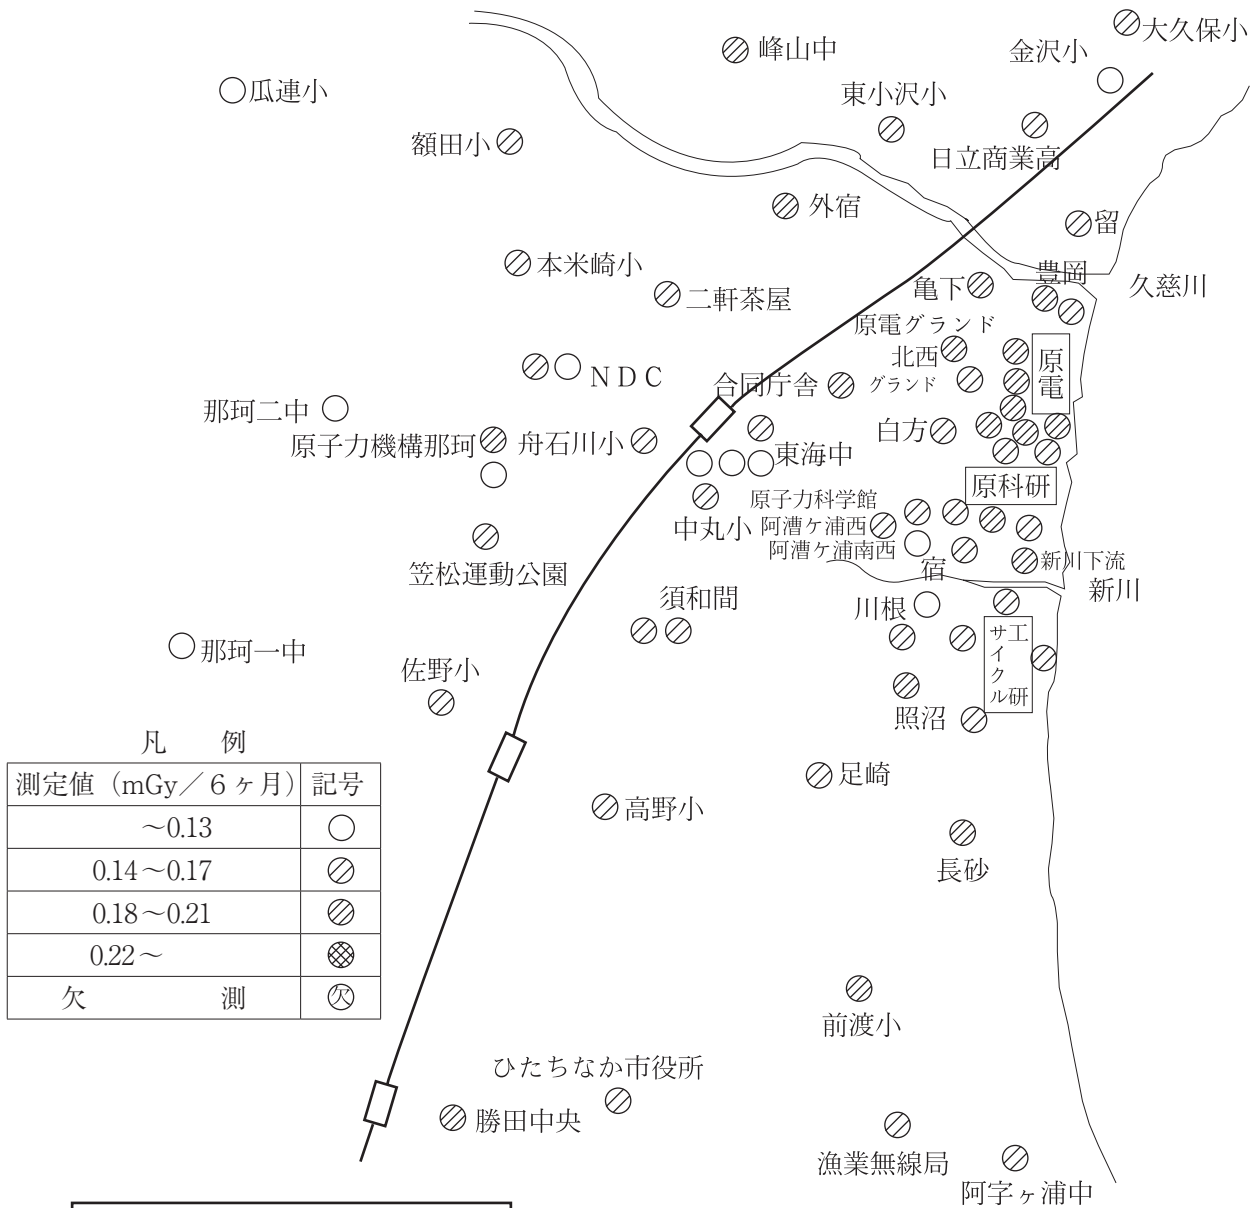 大久保小
峰山中
金沢小
瓜連小
東小沢小
額田小
日立商業高
外宿
留
本米崎小
豊岡
久慈川
亀下
二軒茶屋
原電グランド
北西
原電
NDC
合同庁舎
グランド
那珂二中
原子力機構那珂
舟石川小
白方
東海中
原科研
原子力科学館
中丸小
阿漕ケ浦西
阿漕ケ浦南西
新川下流
宿
笠松運動公園
新川
須和間
川根
サイクル工研
那珂一中
佐野小
照沼
凡 例
測定値（mGy／６ヶ月） 記号
～0.13
0.14～0.17
0.18～0.21
0.22～
欠 測 欠
足崎
高野小
長砂
前渡小
ひたちなか市役所
勝田中央
漁業無線局
阿字ヶ浦中